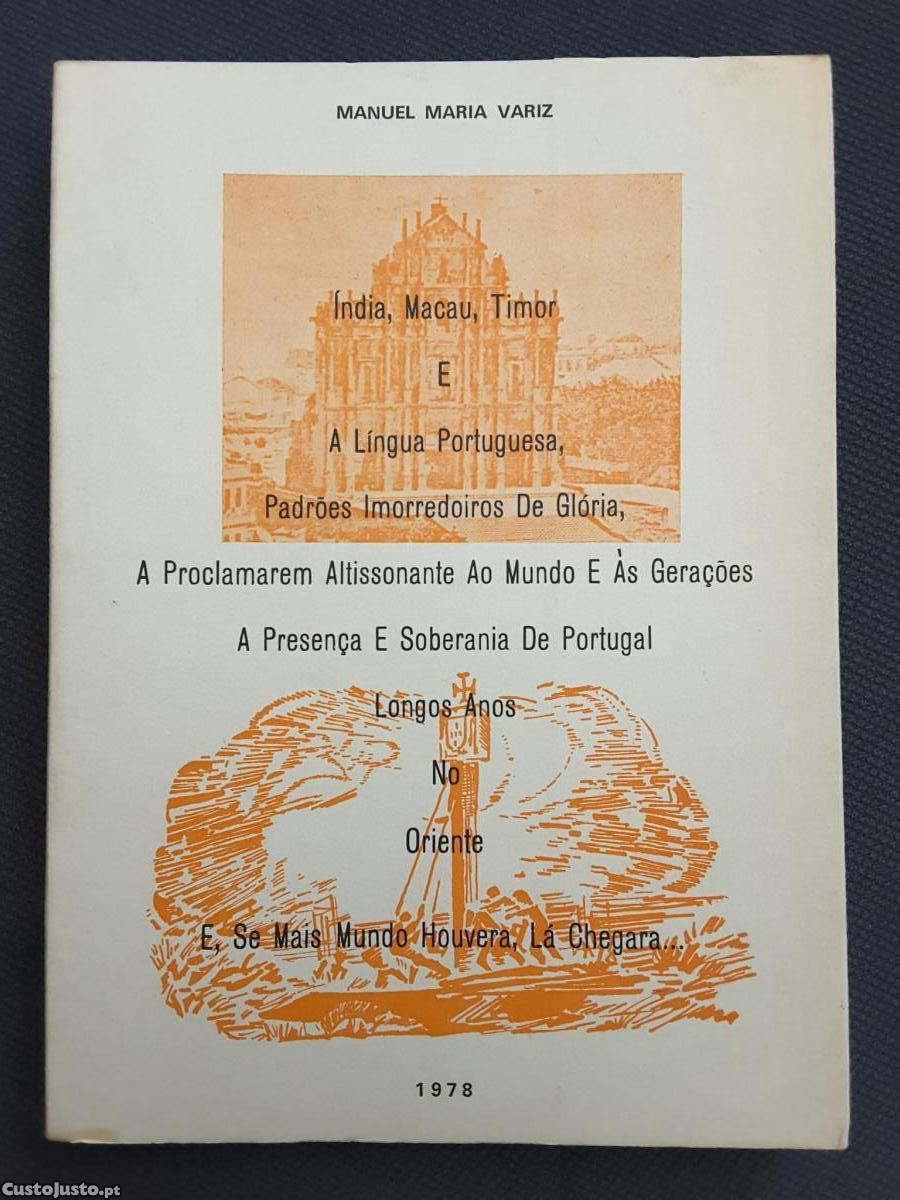 MANUEL MARIA VARIZ
Índia, Macau, Timor
E
A Língua Portuguesa,
Padrões Imorredoiros De Glória,
A Proclamarem Altissonante Ao Mundo E Às Gerações
A Presença E Soberania De Portugal
Longos Anos
No
Oriente
E, Se Mais Mundo Houvera, Lá Chegara...
1978
CustoJusto.pt